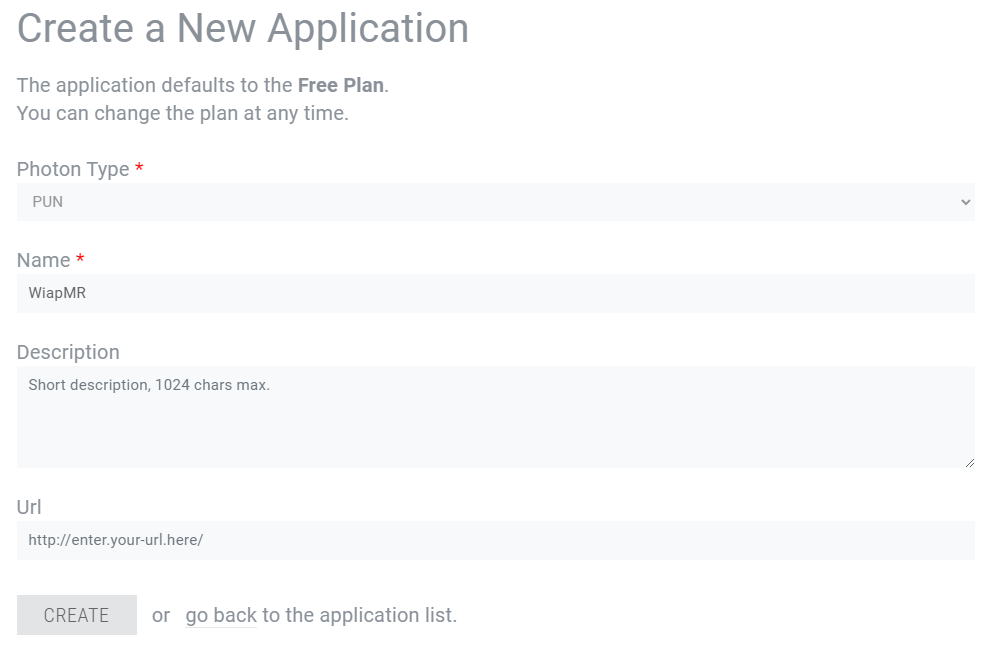 Create a New Application
The application defaults to the Free Plan.
You can change the plan at any time.
Photon Type *
PUN
Name *
WiapMR
Description
Short description, 1024 chars max.
Url
http://enter.your-url.here/
CREATE or go back to the application list.